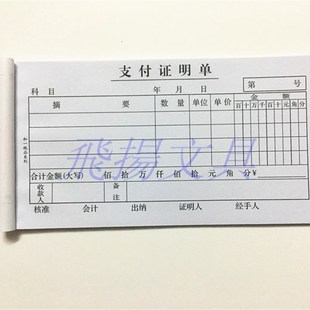 支付证明单
科目 年 月 日 第 号
摘要 数量 单位 单价 金额
百十万千百十元角分
飛揚文具
合计金额(大写) 佰 拾 万 仟 佰 拾 元 角 分¥
收款人 备注
核准 会计 出纳 证明人 经手人